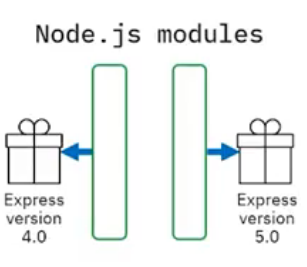 Node.js modules
Express
version
4.0
Express
version
5.0